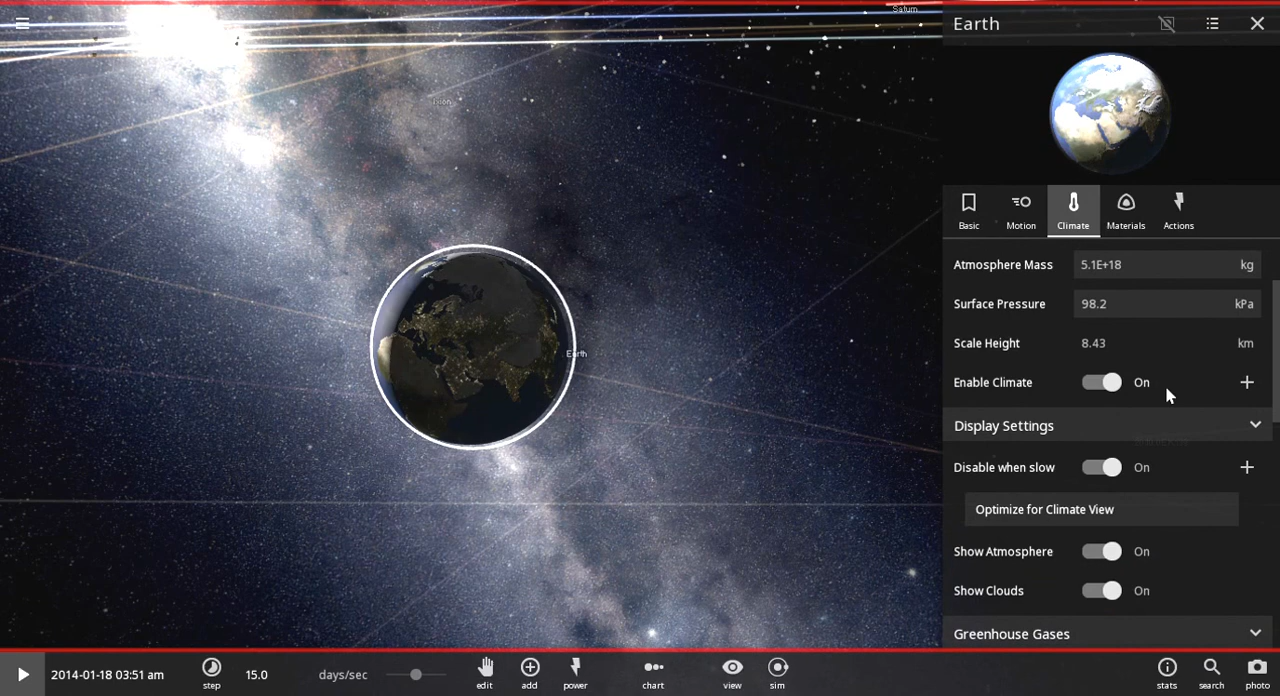 Saturn
Earth
Basic
Motion
Climate
Materials
Actions
Atmosphere Mass 5.1E+18 kg
Surface Pressure 98.2 kPa
Scale Height 8.43 km
Enable Climate On
Earth
Display Settings
Disable when slow On
Optimize for Climate View
Show Atmosphere On
Show Clouds On
Greenhouse Gases
2014-01-18 03:51 am
step
15.0
days/sec
edit
add
power
chart
view
sim
stats
search
photo